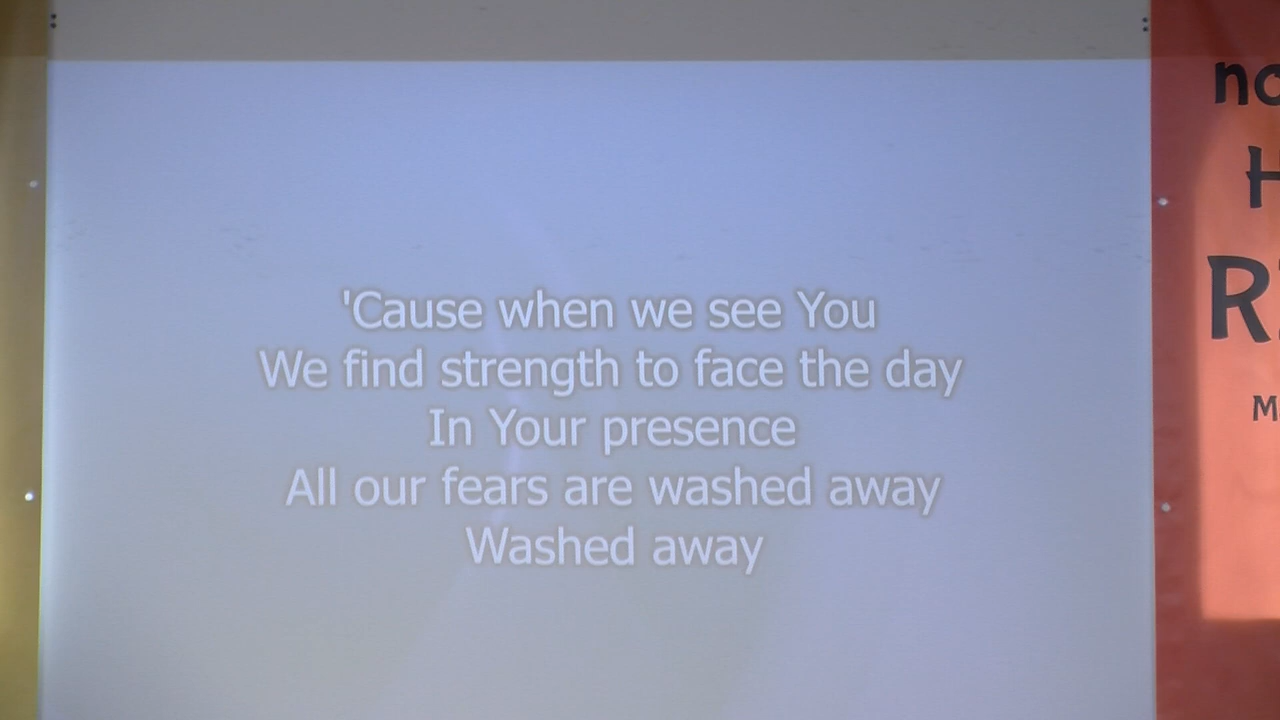 'Cause when we see You
We find strength to face the day
In Your presence
All our fears are washed away
Washed away